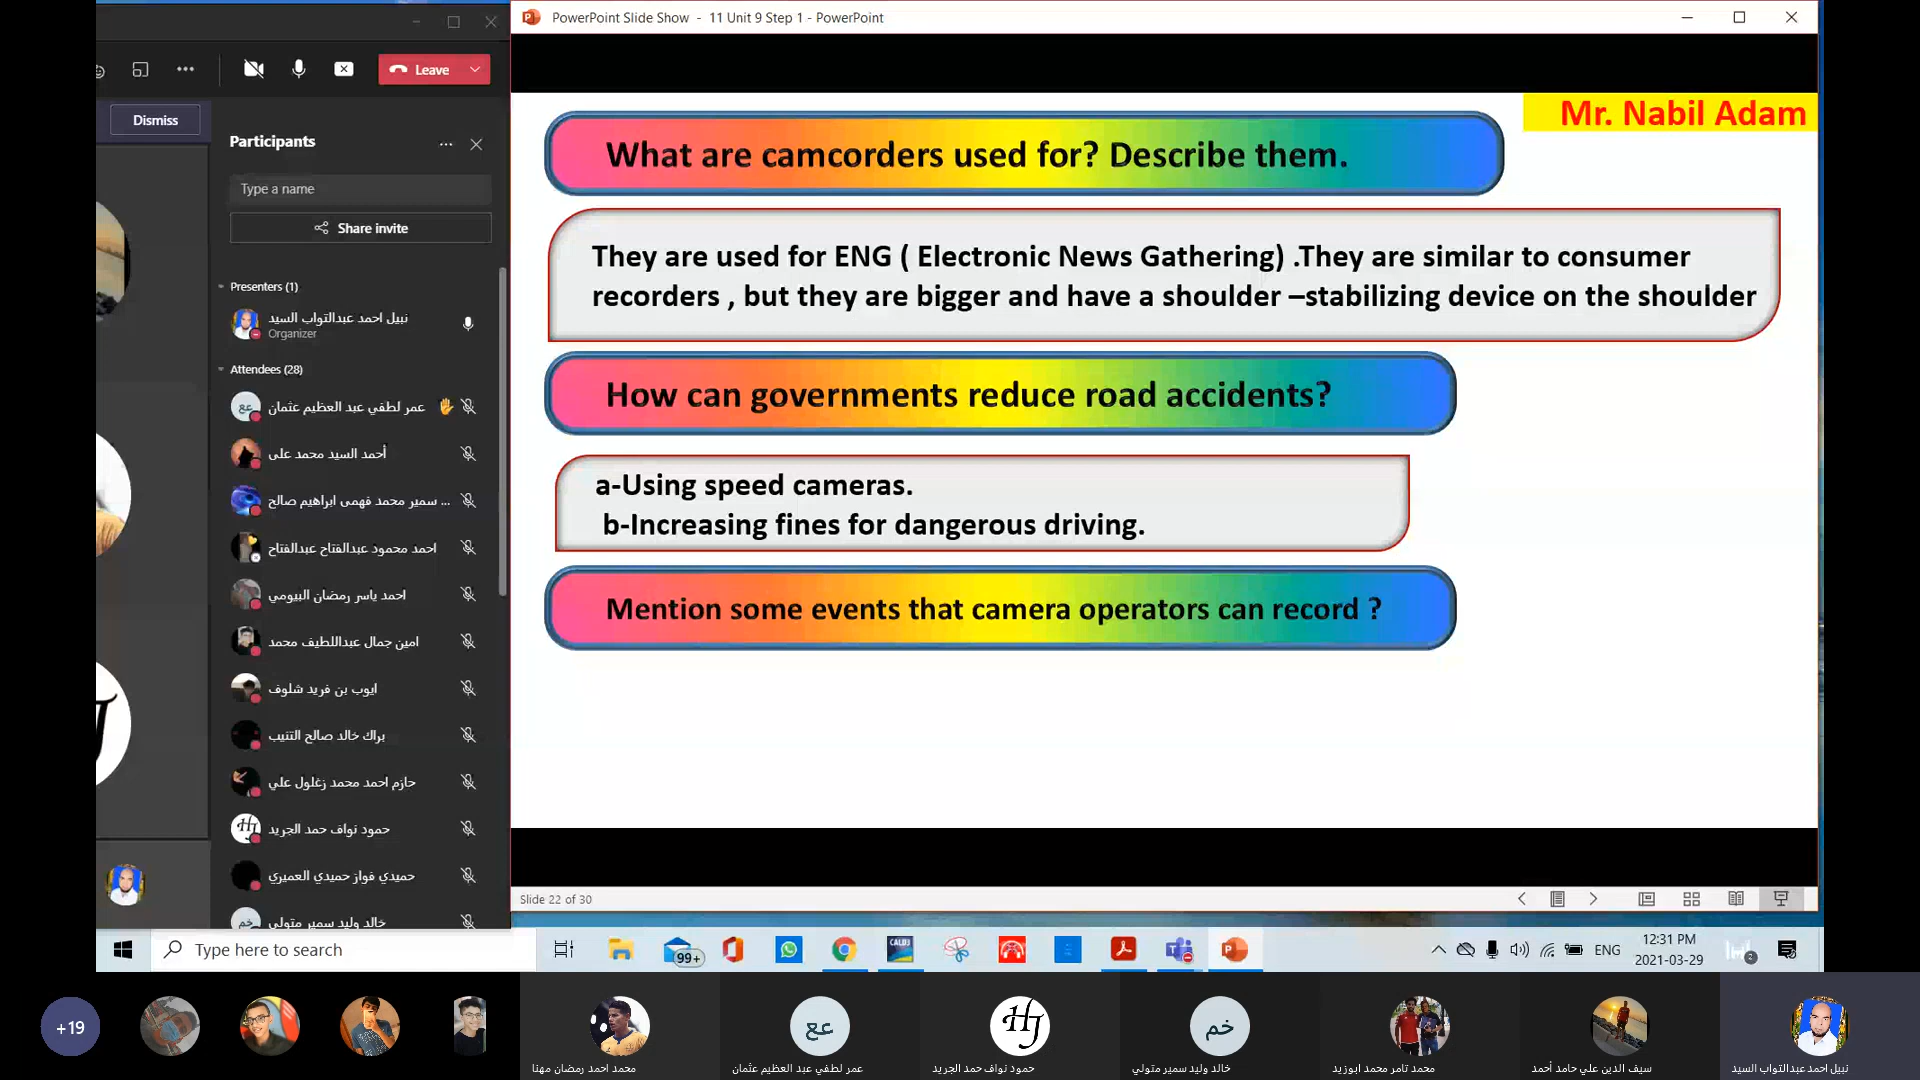 PowerPoint Slide Show - 11 Unit 9 Step 1 - PowerPoint
Leave
Dismiss
Participants
Type a name
Share invite
Presenters (1)
نبيل احمد عبدالتواب السيد
Organizer
Attendees (28)
عمر لطفي عبد العظيم عثمان
أحمد السيد محمد على
سمير محمد فهمى ابراهيم صالح ...
احمد محمود عبدالفتاح عبدالفتاح
احمد ياسر رمضان البيومي
امين جمال عبداللطيف محمد
ايوب بن فريد شلوف
براك خالد صالح التنيب
حازم احمد محمد زغلول علي
حمود نواف حمد الجريد
حميدي فواز حميدي العميري
خالد وليد سمير متولي
Mr. Nabil Adam
What are camcorders used for? Describe them.
They are used for ENG ( Electronic News Gathering) .They are similar to consumer
recorders , but they are bigger and have a shoulder –stabilizing device on the shoulder
How can governments reduce road accidents?
a-Using speed cameras.
b-Increasing fines for dangerous driving.
Mention some events that camera operators can record ?
Slide 22 of 30
Type here to search
99+
ENG
12:31 PM
2021-03-29
2
+19
عع
HJ
خم
محمد احمد رمضان مهنا
عمر لطفي عبد العظيم عثمان
حمود نواف حمد الجريد
خالد وليد سمير متولي
محمد تامر محمد ابوزيد
سيف الدين علي حامد أحمد
نبيل احمد عبدالتواب السيد